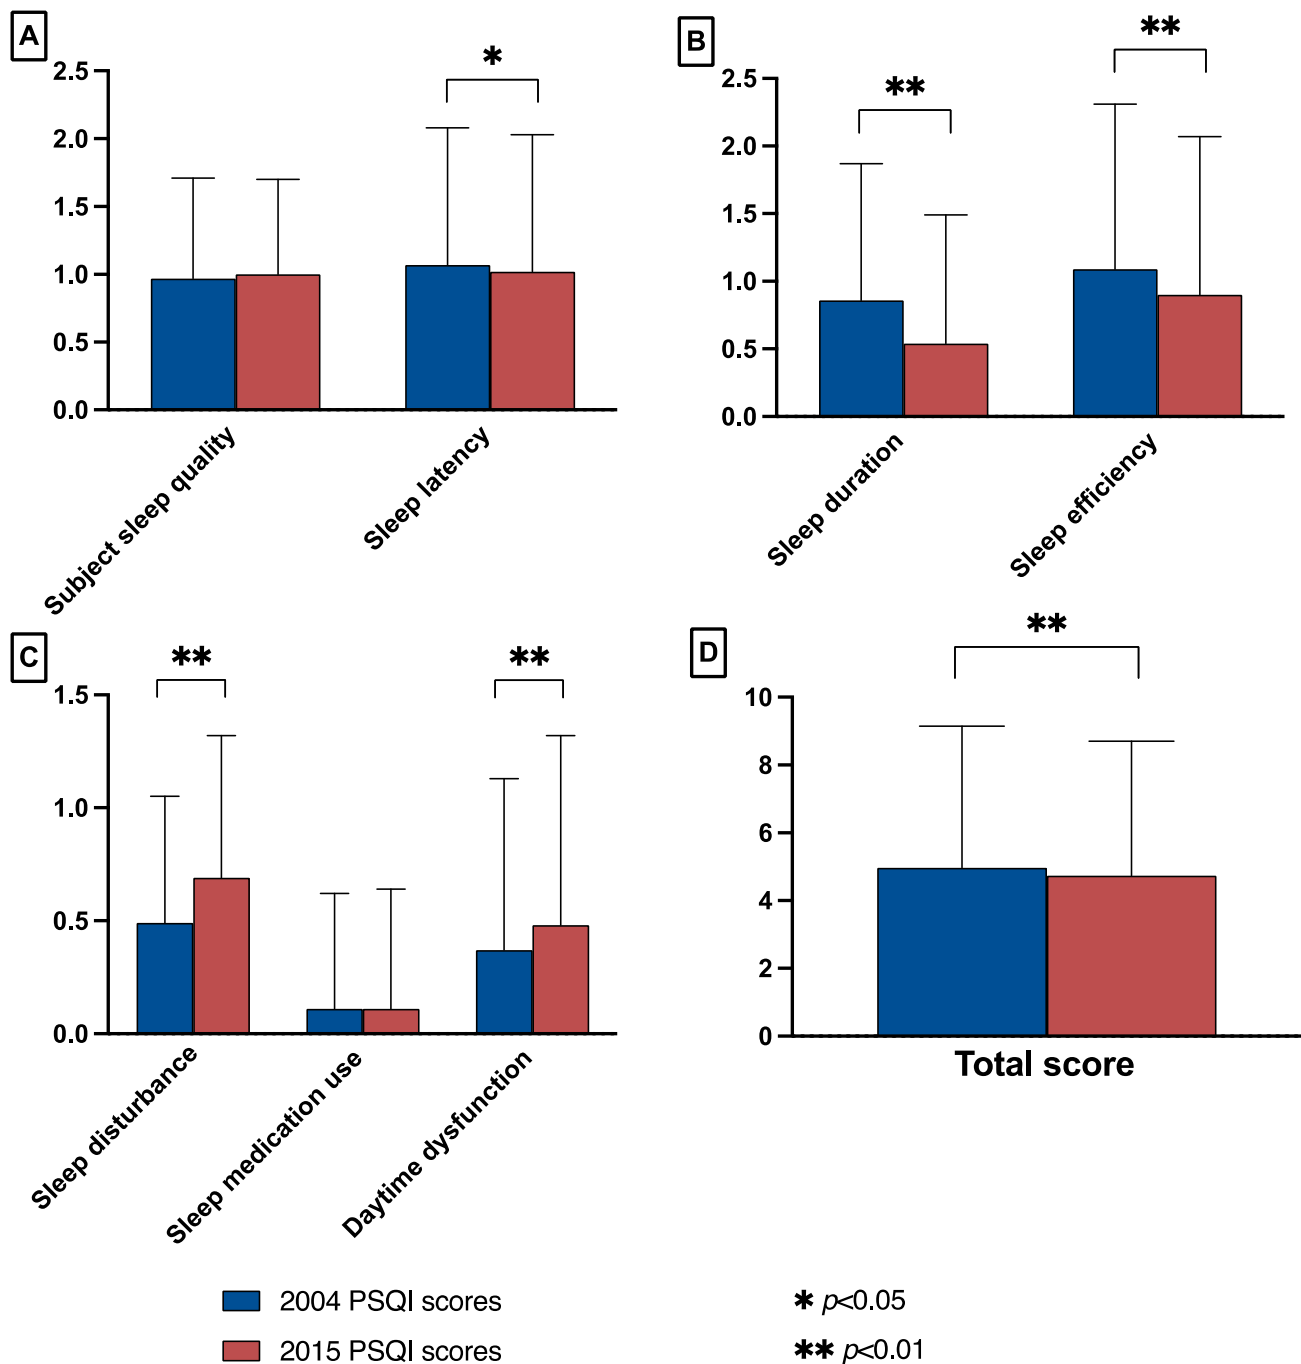 A
*
2.5
2.0
1.5
1.0
0.5
0.0
Subject sleep quality
Sleep latency
B
**
**
2.5
2.0
1.5
1.0
0.5
0.0
Sleep duration
Sleep efficiency
C
**
**
1.5
1.0
0.5
0.0
Sleep disturbance
Sleep medication use
Daytime dysfunction
D
**
10
8
6
4
2
0
Total score
2004 PSQI scores
2015 PSQI scores
* p<0.05
** p<0.01